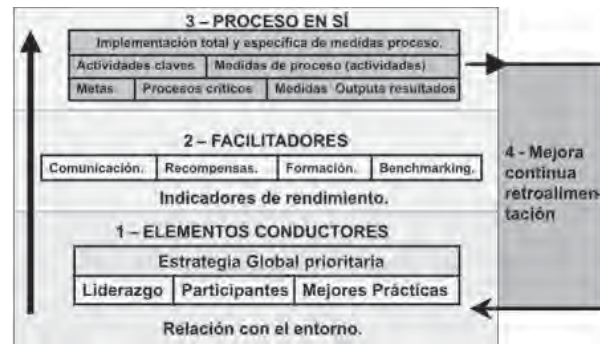 3 – PROCESO EN SÍ
Implementación total y específica de medidas proceso.
Actividades claves Medidas de proceso (actividades)
Metas. Procesos críticos Medidas Outputs resultados
2 – FACILITADORES
Comunicación. Recompensas. Formación. Benchmarking.
Indicadores de rendimiento.
1 – ELEMENTOS CONDUCTORES
Estrategia Global prioritaria
Liderazgo Participantes Mejores Prácticas
Relación con el entorno.
4 - Mejora
continua
retroalimen-
tación